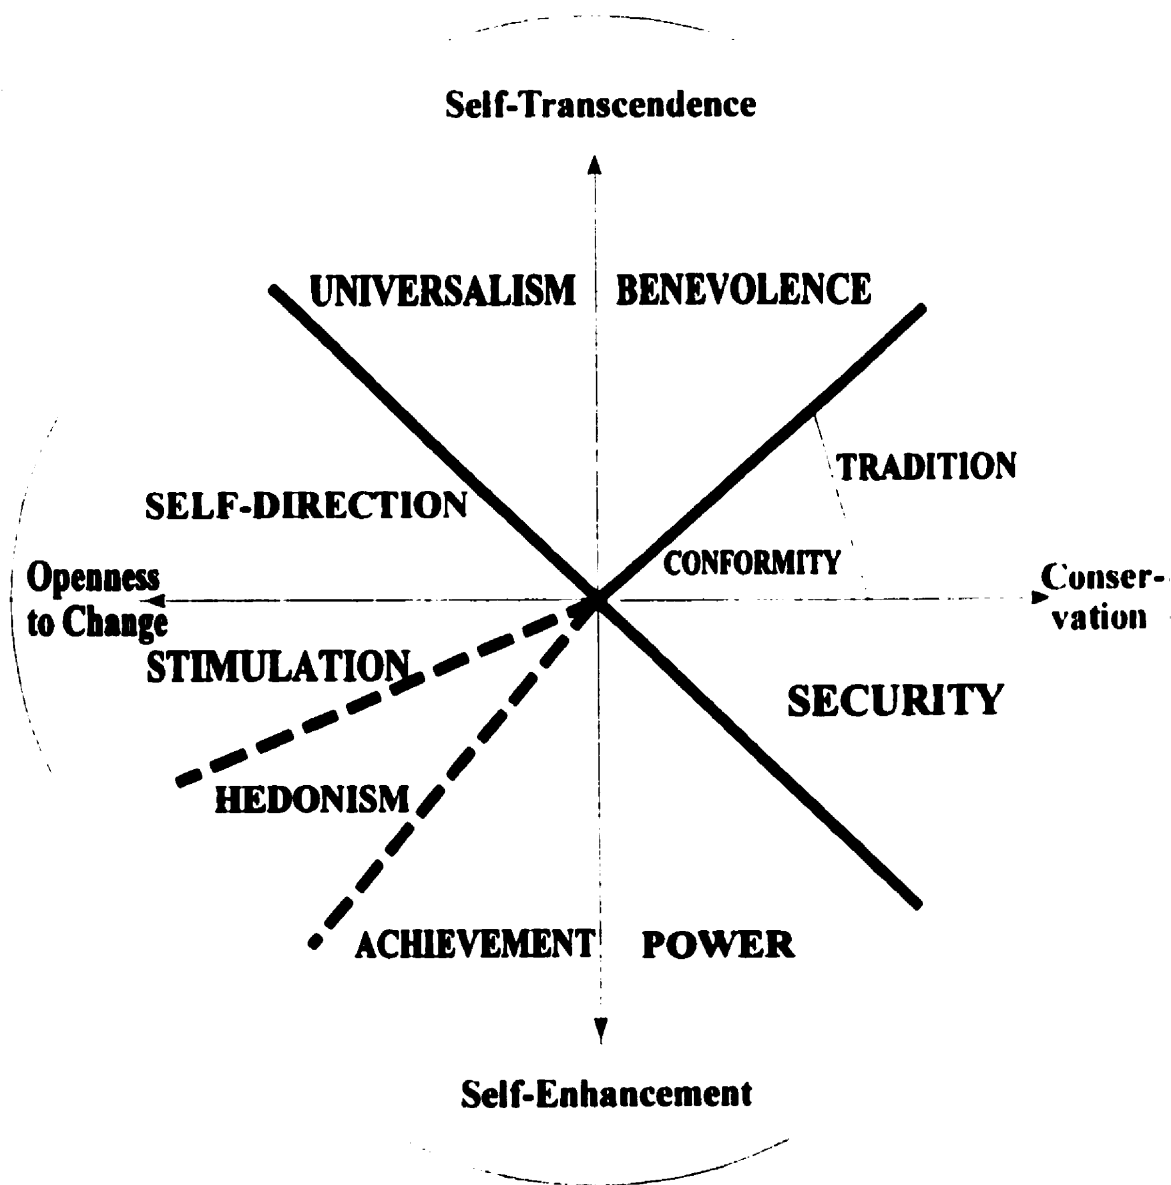 Self-Transcendence
UNIVERSALISM BENEVOLENCE
TRADITION
SELF-DIRECTION
CONFORMITY
Openness
to Change
Conser-
vation
STIMULATION
SECURITY
HEDONISM
ACHIEVEMENT POWER
Self-Enhancement